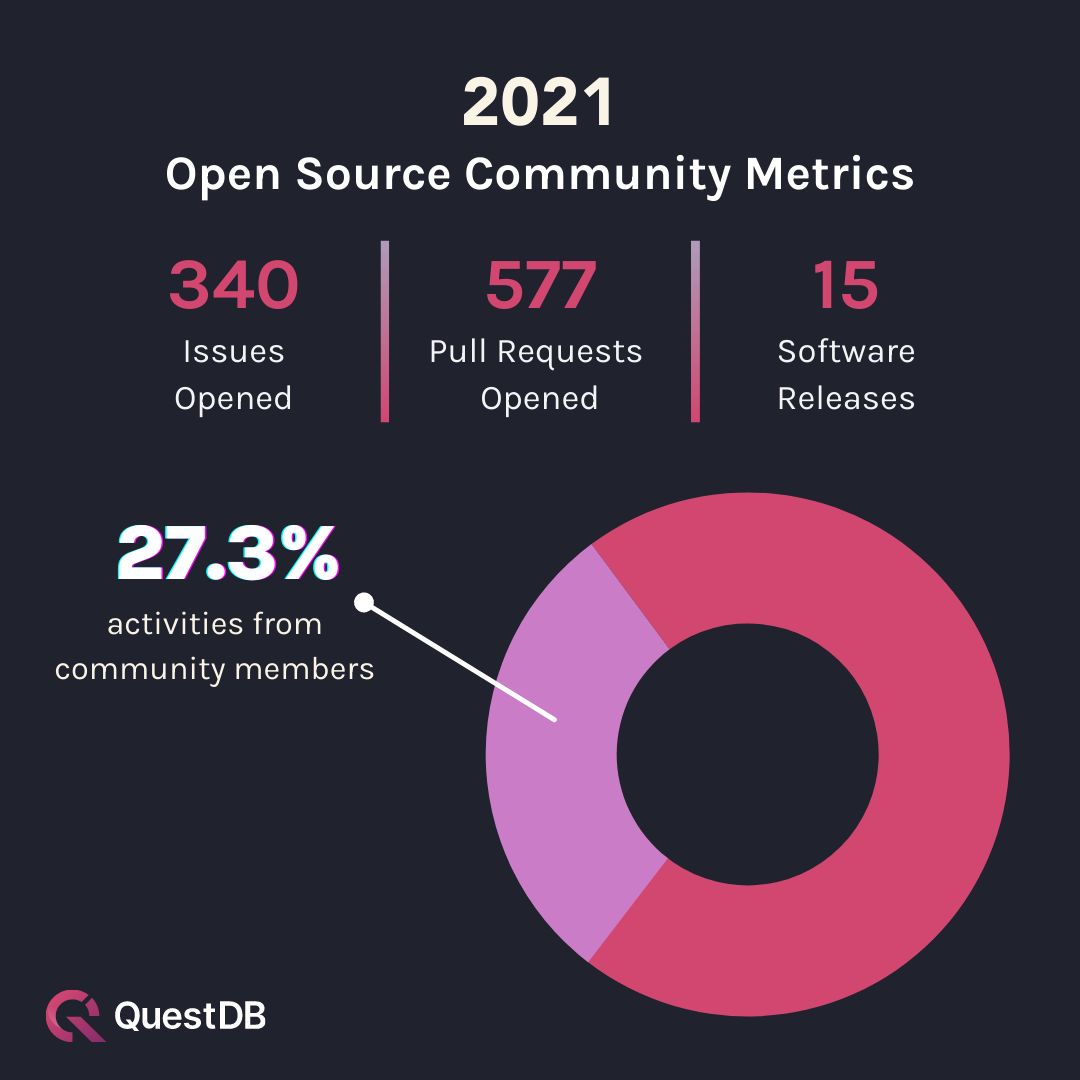 2021
Open Source Community Metrics
340
Issues
Opened
577
Pull Requests
Opened
15
Software
Releases
27.3%
activities from
community members
QuestDB